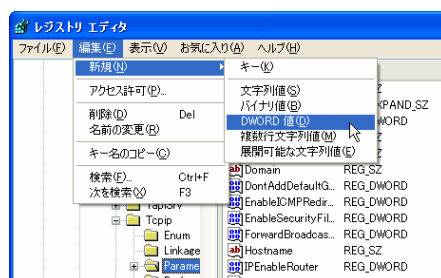 レジストリ エディタ
ファイル(F) 編集(E) 表示(V) お気に入り(A) ヘルプ(H)
新規(N)
キー(K)
アクセス許可(P)...
文字列値(S)
バイナリ値(B)
DWORD 値(D)
複数行文字列値(M)
展開可能な文字列値(E)
削除(D) Del
名前の変更(R)
キー名のコピー(C)
検索(F)... Ctrl+F
次を検索(X) F3
Tcpip
Enum
Linkage
Parame
XPAND_SZ
WORD
Domain REG_SZ
DontAddDefaultG... REG_DWORD
EnableICMPRedir... REG_DWORD
EnableSecurityFil... REG_DWORD
ForwardBroadcas... REG_DWORD
Hostname REG_SZ
IPEnableRouter REG_DWORD